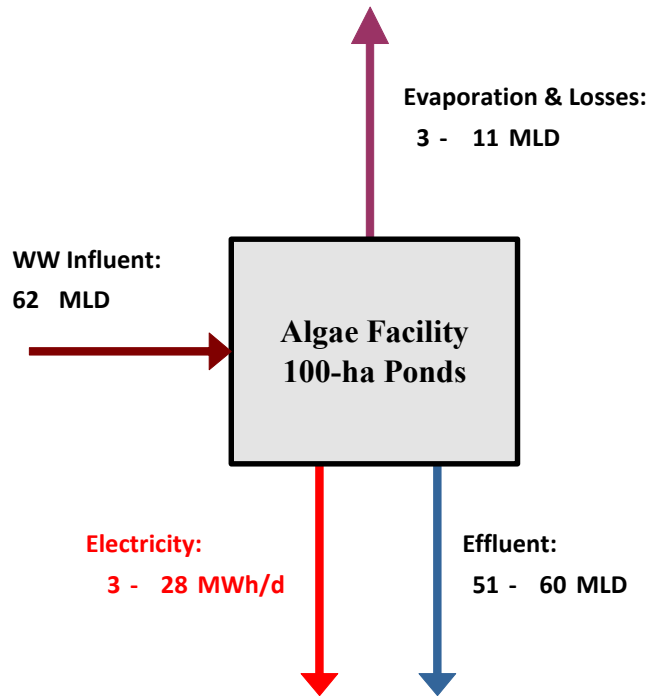 Evaporation & Losses:
3 - 11 MLD
WW Influent:
62 MLD
Algae Facility
100-ha Ponds
Electricity:
3 - 28 MWh/d
Effluent:
51 - 60 MLD